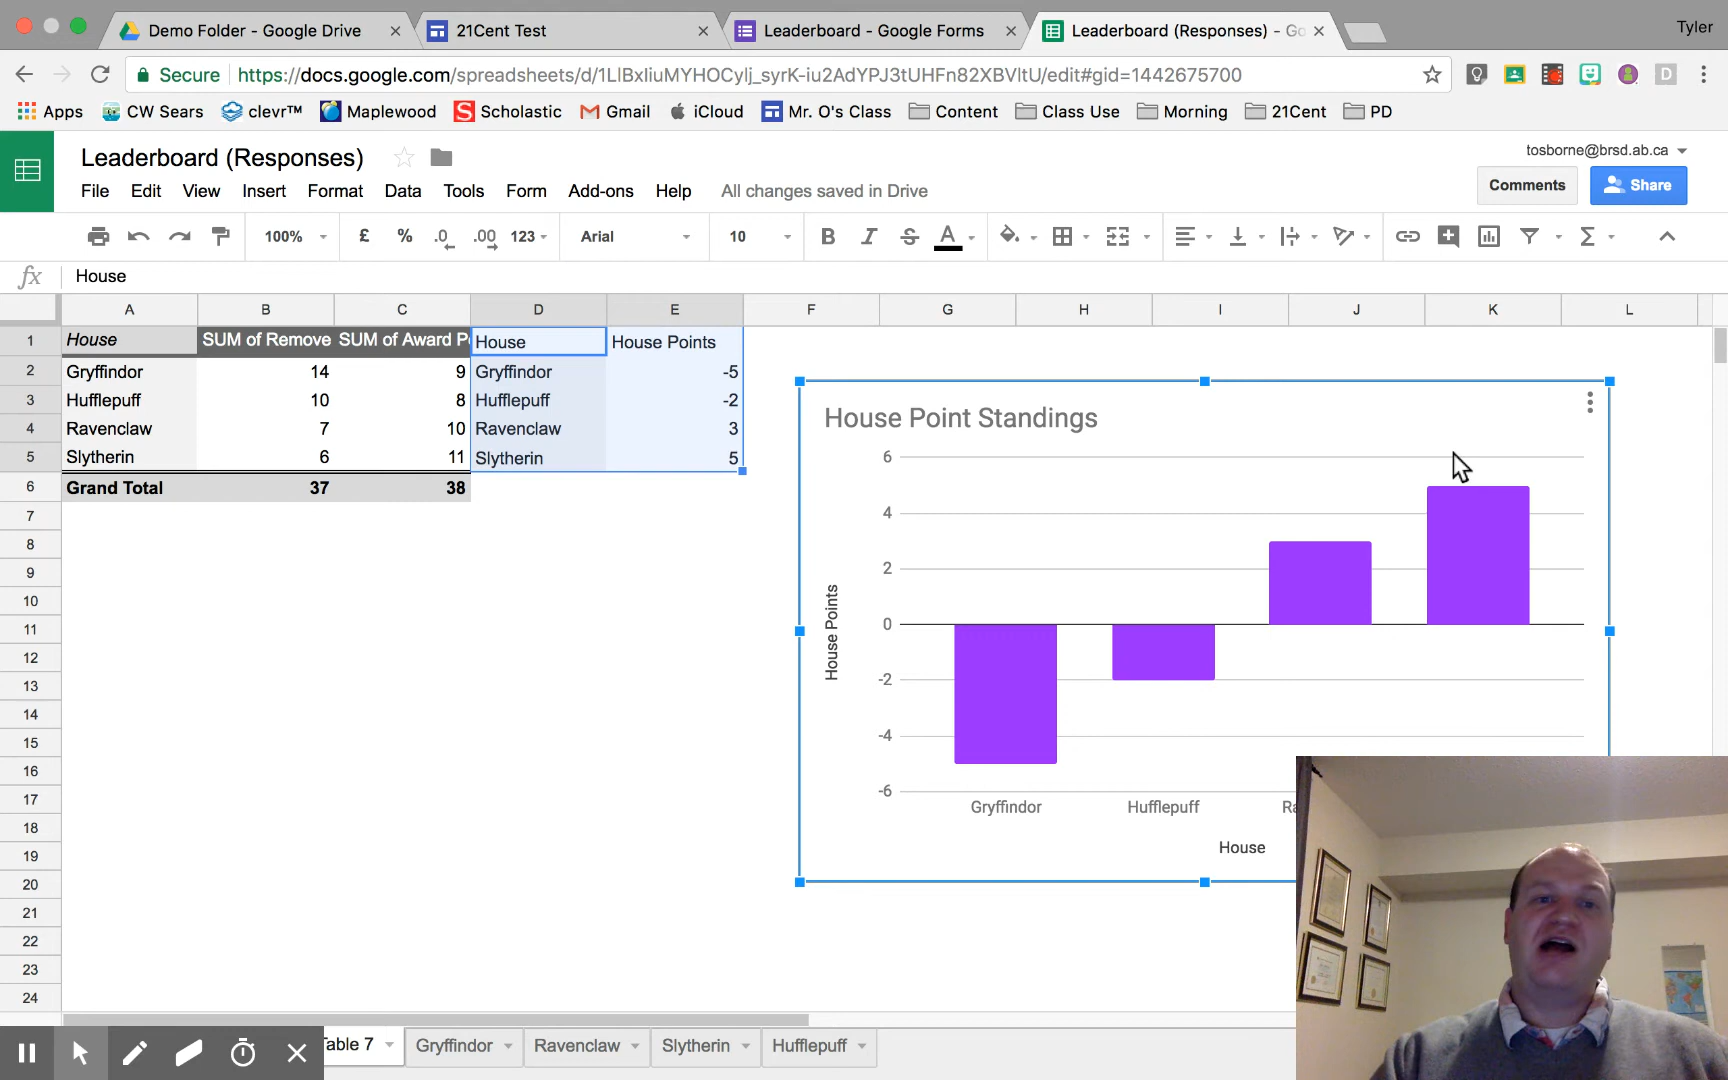 Demo Folder - Google Drive
21Cent Test
Leaderboard - Google Forms
Leaderboard (Responses) - Go
Tyler
Secure
https://docs.google.com/spreadsheets/d/1LlBxIiuMYHOCylj_syrK-iu2AdYPJ3tUHFn82XBVltU/edit#gid=1442675700
D
Apps CW Sears clevr™ Maplewood Scholastic Gmail iCloud Mr. O's Class Content Class Use Morning 21Cent PD
Leaderboard (Responses)
tosborne@brsd.ab.ca
File Edit View Insert Format Data Tools Form Add-ons Help All changes saved in Drive
Comments
Share
100% £ % .0 .00 123 Arial 10 B I S A Σ
fx House
A B C D E F G H I J K L
1 House SUM of Remove SUM of Award Po House House Points
2 Gryffindor 14 9 Gryffindor -5
3 Hufflepuff 10 8 Hufflepuff -2
4 Ravenclaw 7 10 Ravenclaw 3
5 Slytherin 6 11 Slytherin 5
6 Grand Total 37 38
7
8
9
10
11
12
13
14
15
16
17
18
19
20
21
22
23
24
House Point Standings
6
4
2
0
-2
-4
-6
House Points
Gryffindor Hufflepuff Ra
House
Table 7 Gryffindor Ravenclaw Slytherin Hufflepuff